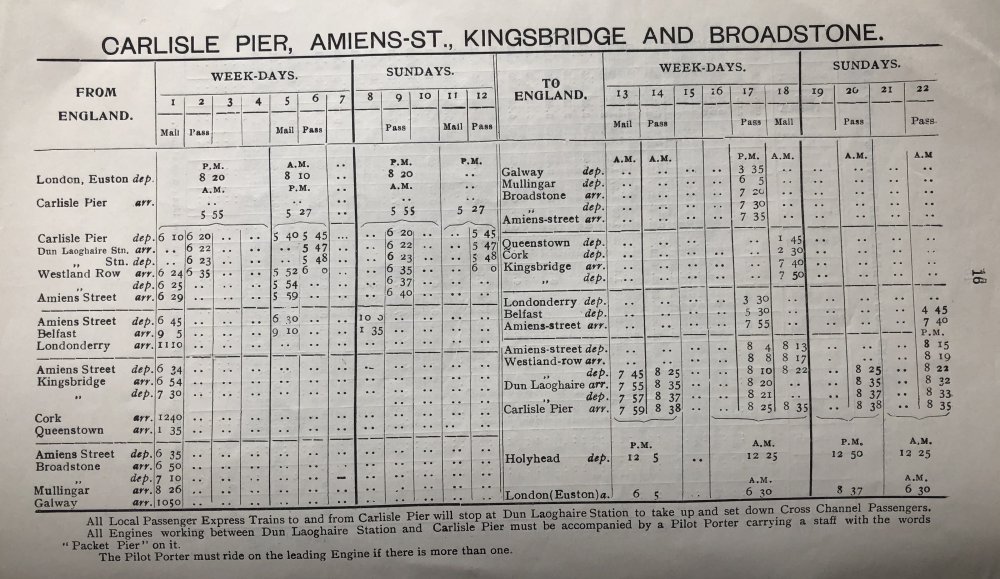 CARLISLE PIER, AMIENS-ST., KINGSBRIDGE AND BROADSTONE.
FROM ENGLAND. WEEK-DAYS. SUNDAYS. TO ENGLAND. WEEK-DAYS. SUNDAYS.
1 2 3 4 5 6 7 8 9 10 11 12 13 14 15 16 17 18 19 20 21 22
Mail Pass Mail Pass Pass Mail Pass Mail Pass Pass Mail Pass Pass.
P.M. A.M. .. P.M. P.M.
London, Euston dep. 8 20 8 10 .. 8 20 ..
A.M. P.M. .. A.M. ..
Carlisle Pier arr. .. .. .. .. ..
5 55 5 27 .. 5 55 5 27
Carlisle Pier dep. 6 10 6 20 .. .. 5 40 5 45 ... .. 6 20 .. .. 5 45
Dun Laoghaire Stn. arr. .. 6 22 .. .. .. 5 47 .. .. 6 22 .. .. 5 47
„ Stn. dep. .. 6 23 .. .. .. 5 48 .. .. 6 23 .. .. 5 48
Westland Row arr. 6 24 6 35 .. .. 5 52 6 0 .. .. 6 35 .. .. 6 0
„ dep. 6 25 .. .. .. 5 54 .. .. .. 6 37 .. .. ..
Amiens Street arr. 6 29 .. .. .. 5 59 .. .. .. 6 40 .. .. ..
Amiens Street dep. 6 45 .. .. .. 6 30 .. .. 10 0 .. .. .. ..
Belfast arr. 9 5 .. .. .. 9 10 .. .. 1 35 .. .. .. ..
Londonderry arr. 11 10 .. .. .. .. .. .. .. .. .. .. ..
Amiens Street dep. 6 34 .. .. .. .. .. .. .. .. .. .. ..
Kingsbridge arr. 6 54 .. .. .. .. .. .. .. .. .. .. ..
„ dep. 7 30 .. .. .. .. .. .. .. .. .. .. ..
Cork arr. 12 40 .. .. .. .. .. .. .. .. .. .. ..
Queenstown arr. 1 35 .. .. .. .. .. .. .. .. .. .. ..
Amiens Street dep. 6 35 .. .. .. .. .. .. .. .. .. .. ..
Broadstone arr. 6 50 .. .. .. .. .. .. .. .. .. .. ..
„ dep. 7 10 .. .. .. .. .. – .. .. .. .. ..
Mullingar arr. 8 26 .. .. .. .. .. .. .. .. .. .. ..
Galway arr. 10 50 .. .. .. .. .. .. .. .. .. .. ..
A.M. A.M. P.M. A.M. A.M. A.M
Galway dep. .. .. .. .. 3 35 .. .. .. .. ..
Mullingar dep. .. .. .. .. 6 5 .. .. .. .. ..
Broadstone arr. .. .. .. .. 7 20 .. .. .. .. ..
„ dep. .. .. .. .. 7 30 .. .. .. .. ..
Amiens-street arr. .. .. .. .. 7 35 .. .. .. .. ..
Queenstown dep. .. .. .. .. .. 1 45 .. .. .. ..
Cork dep. .. .. .. .. .. 2 30 .. .. .. ..
Kingsbridge arr. .. .. .. .. .. 7 40 .. .. .. ..
„ dep. .. .. .. .. .. 7 50 .. .. .. ..
Londonderry dep. .. .. .. .. 3 30 .. .. .. .. ..
Belfast dep. .. .. .. .. 5 30 .. .. .. .. 4 45
Amiens-street arr. .. .. .. .. 7 55 .. .. .. .. 7 40
P.M.
Amiens-street dep. .. .. .. .. 8 4 8 13 .. .. .. 8 15
Westland-row arr. .. .. .. .. 8 8 8 17 .. .. .. 8 19
„ dep. 7 45 8 25 .. .. 8 10 8 22 .. 8 25 .. 8 22
Dun Laoghaire arr. 7 55 8 35 .. .. 8 20 .. .. 8 35 .. 8 32
„ dep. 7 57 8 37 .. .. 8 21 .. .. 8 37 .. 8 33
Carlisle Pier arr. 7 59 8 38 .. .. 8 25 8 35 .. 8 38 .. 8 35
P.M. A.M. P.M. A.M.
Holyhead dep. 12 5 .. 12 25 12 50 12 25
A.M. A.M.
London (Euston) a. 6 5 6 30 8 37 6 30
All Local Passenger Express Trains to and from Carlisle Pier will stop at Dun Laoghaire Station to take up and set down Cross Channel Passengers.
All Engines working between Dun Laoghaire Station and Carlisle Pier must be accompanied by a Pilot Porter carrying a staff with the words
“Packet Pier” on it.
The Pilot Porter must ride on the leading Engine if there is more than one.
16